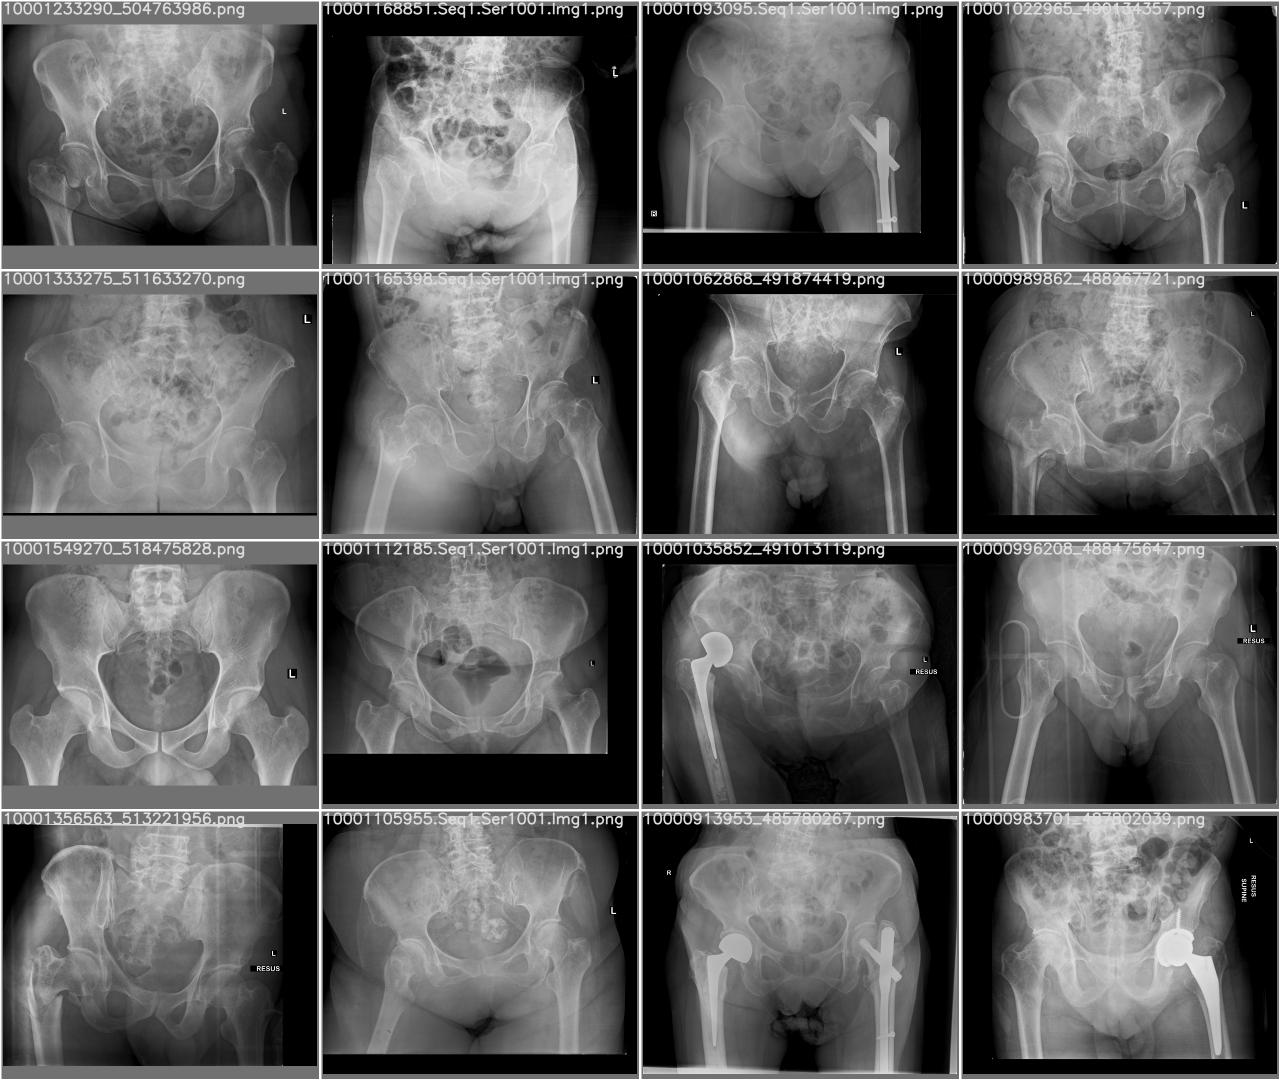 10001233290_504763986.png
10001168851.Seq1.Ser1001.Img1.png
10001093095.Seq1.Ser1001.Img1.png
10001022965_490134357.png
L
L
R
L
10001333275_511633270.png
10001165398.Seq1.Ser1001.Img1.png
10001062868_491874419.png
10000989862_488267721.png
L
L
L
L
10001549270_518475828.png
10001112185.Seq1.Ser1001.Img1.png
10001035852_491013119.png
10000996208_488475647.png
L
L
L
RESUS
L
RESUS
10001356563_513221956.png
10001105955.Seq1.Ser1001.Img1.png
10000913953_485780267.png
10000983701_487802039.png
L
RESUS
L
R
L
RESUS
SUPINE